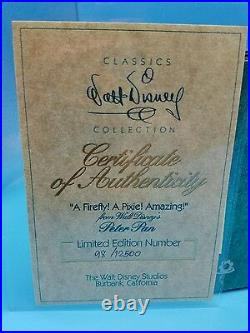 CLASSICS
Walt Disney
COLLECTION
Certificate
of Authenticity
"A Firefly! A Pixie! Amazing!"
from Walt Disney's
Peter Pan
Limited Edition Number
98/12500
The Walt Disney Studios
Burbank, California